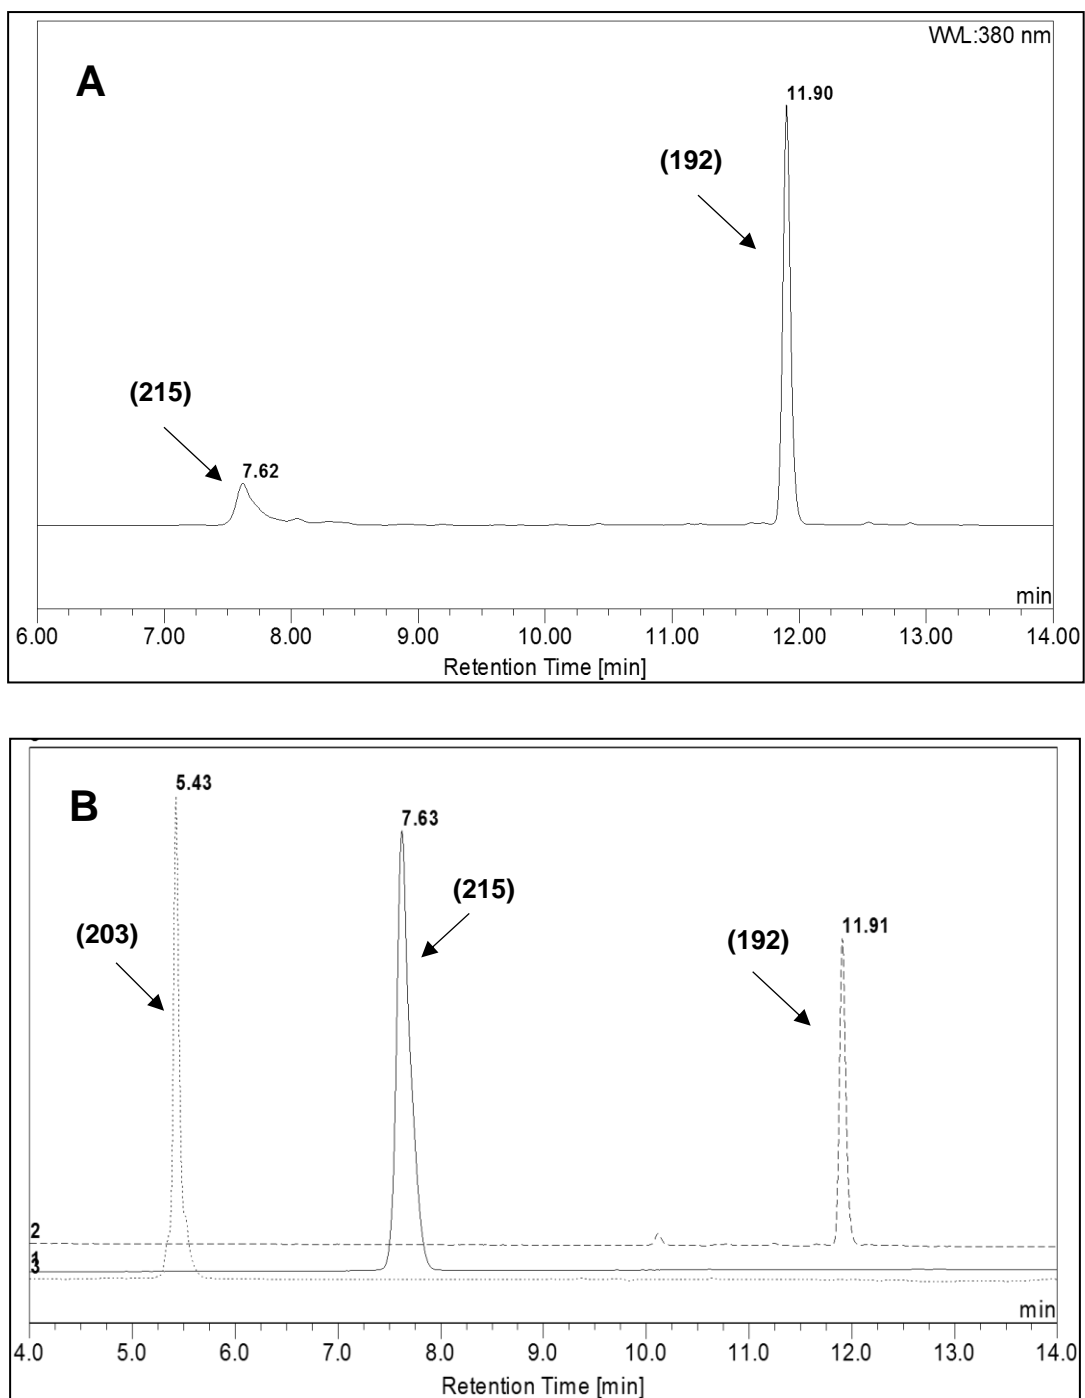 WVL:380 nm
A
11.90
(192)
(215)
7.62
min
6.00 7.00 8.00 9.00 10.00 11.00 12.00 13.00 14.00
Retention Time [min]
5.43
B
7.63
(215)
(203)
11.91
(192)
2
1
3
min
4.0 5.0 6.0 7.0 8.0 9.0 10.0 11.0 12.0 13.0 14.0
Retention Time [min]